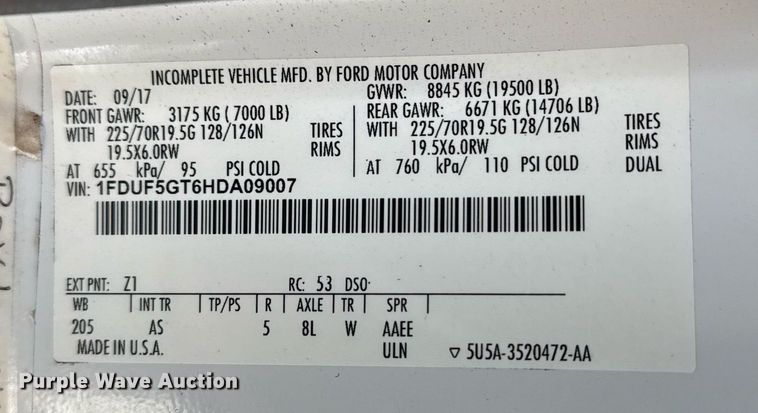 INCOMPLETE VEHICLE MFD. BY FORD MOTOR COMPANY
DATE: 09/17 GVWR: 8845 KG (19500 LB)
FRONT GAWR: 3175 KG ( 7000 LB) REAR GAWR: 6671 KG (14706 LB)
WITH 225/70R19.5G 128/126N TIRES WITH 225/70R19.5G 128/126N TIRES
19.5X6.0RW RIMS 19.5X6.0RW RIMS
AT 655 kPa/ 95 PSI COLD AT 760 kPa/ 110 PSI COLD DUAL
VIN: 1FDUF5GT6HDA09007
EXT PNT: Z1 RC: 53 DSO:
WB INT TR TP/PS R AXLE TR SPR
205 AS 5 8L W AAEE
MADE IN U.S.A. ULN ▽ 5U5A-3520472-AA
Purple Wave Auction